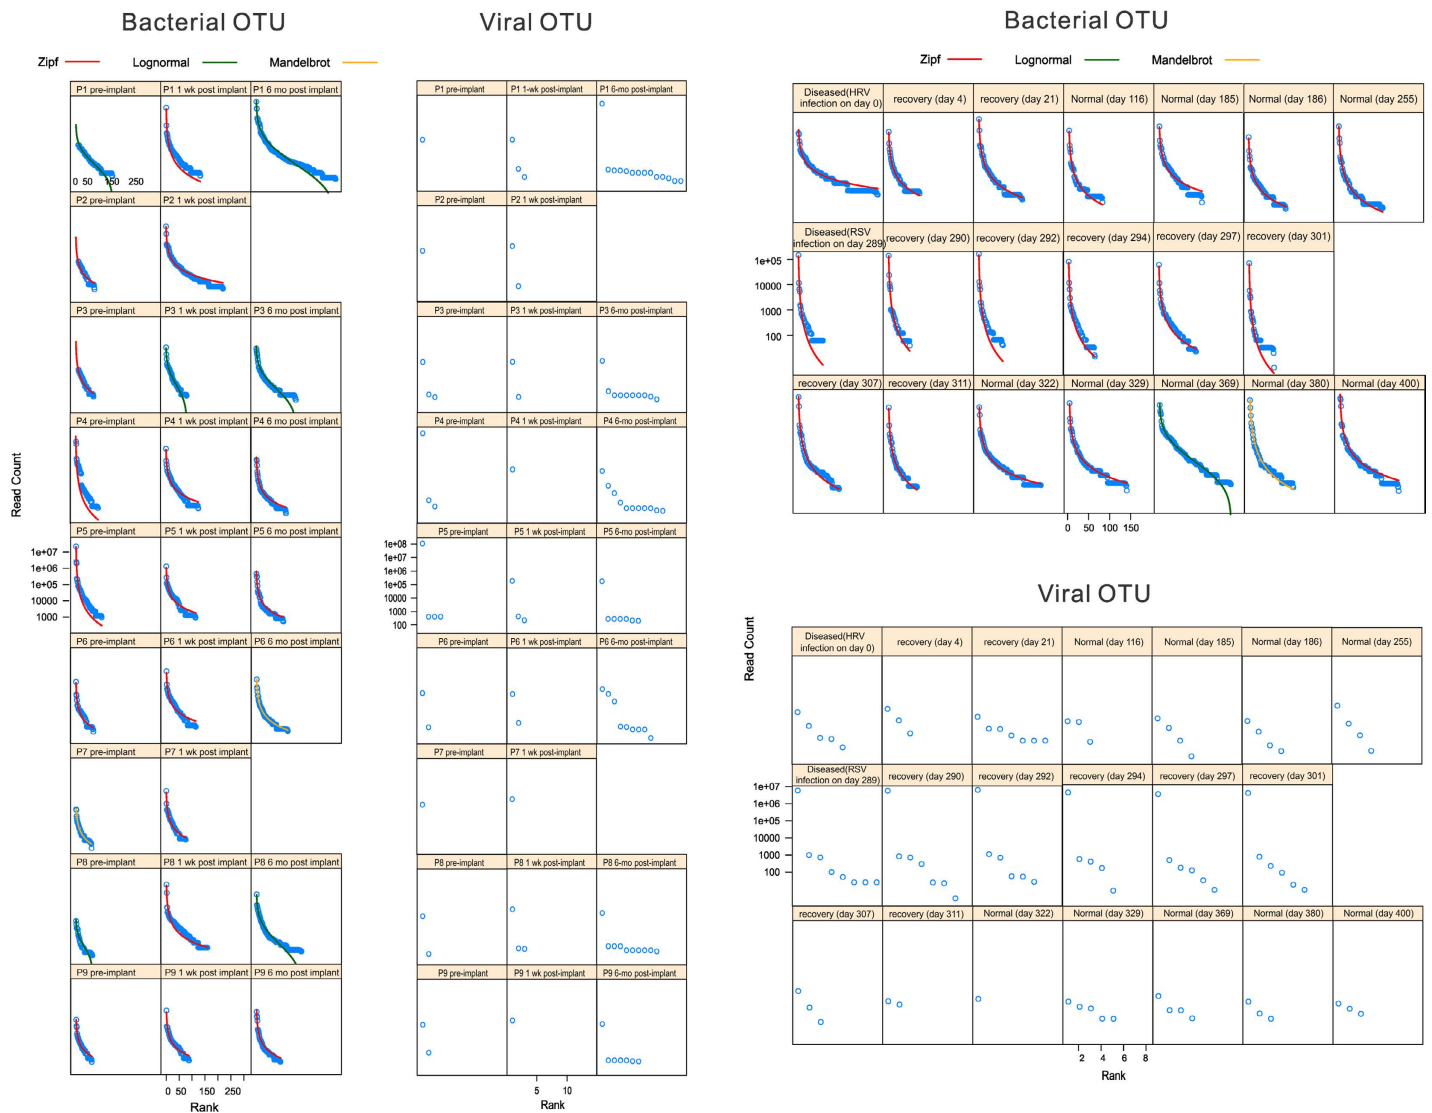 Bacterial OTU
Viral OTU
Zipf
Lognormal
Mandelbrot
P1 pre-implant
P1 1 wk post implant
P1 6 mo post implant
0 50 150 250
P2 pre-implant
P2 1 wk post implant
P3 pre-implant
P3 1 wk post implant
P3 6 mo post implant
P4 pre-implant
P4 1 wk post implant
P4 6 mo post implant
Read Count
P5 pre-implant
P5 1 wk post implant
P5 6 mo post implant
1e+07
1e+06
1e+05
10000
1000
P6 pre-implant
P6 1 wk post implant
P6 6 mo post implant
P7 pre-implant
P7 1 wk post implant
P8 pre-implant
P8 1 wk post implant
P8 6 mo post implant
P9 pre-implant
P9 1 wk post implant
P9 6 mo post implant
0 50 150 250
Rank
P1 pre-implant
P1 1-wk post-implant
P1 6-mo post-implant
P2 pre-implant
P2 1 wk post-implant
P3 pre-implant
P3 1 wk post-implant
P3 6-mo post-implant
P4 pre-implant
P4 1 wk post-implant
P4 6-mo post-implant
P5 pre-implant
P5 1 wk post-implant
P5 6-mo post-implant
1e+08
1e+07
1e+06
10000
1000
100
P6 pre-implant
P6 1 wk post-implant
P6 6-mo post-implant
P7 pre-implant
P7 1 wk post-implant
P8 pre-implant
P8 1 wk post-implant
P8 6-mo post-implant
P9 pre-implant
P9 1 wk post-implant
P9 6-mo post-implant
5 10
Rank
Bacterial OTU
Zipf
Lognormal
Mandelbrot
Diseased(HRV
infection on day 0)
recovery (day 4)
recovery (day 21)
Normal (day 116)
Normal (day 185)
Normal (day 186)
Normal (day 255)
Diseased(RSV
infection on day 289)
recovery (day 290)
recovery (day 292)
recovery (day 294)
recovery (day 297)
recovery (day 301)
1e+05
10000
1000
100
recovery (day 307)
recovery (day 311)
Normal (day 322)
Normal (day 329)
Normal (day 369)
Normal (day 380)
Normal (day 400)
0 50 100 150
Viral OTU
Read Count
Diseased(HRV
infection on day 0)
recovery (day 4)
recovery (day 21)
Normal (day 116)
Normal (day 185)
Normal (day 186)
Normal (day 255)
Diseased(RSV
infection on day 289)
recovery (day 290)
recovery (day 292)
recovery (day 294)
recovery (day 297)
recovery (day 301)
1e+07
1e+06
1e+05
10000
1000
100
recovery (day 307)
recovery (day 311)
Normal (day 322)
Normal (day 329)
Normal (day 369)
Normal (day 380)
Normal (day 400)
2 4 6 8
Rank